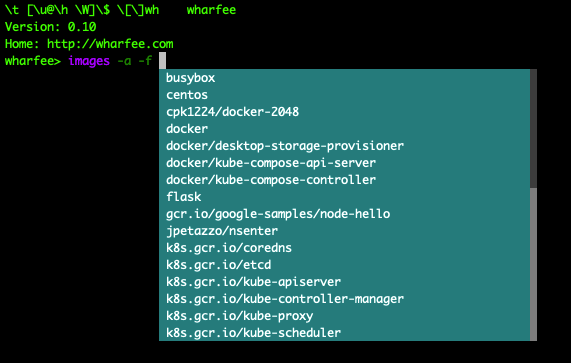 \t [\u@\h \W]\$ \[\]wh    wharfee
Version: 0.10
Home: http://wharfee.com
wharfee> images -a -f
busybox
centos
cpk1224/docker-2048
docker
docker/desktop-storage-provisioner
docker/kube-compose-api-server
docker/kube-compose-controller
flask
gcr.io/google-samples/node-hello
jpetazzo/nsenter
k8s.gcr.io/coredns
k8s.gcr.io/etcd
k8s.gcr.io/kube-apiserver
k8s.gcr.io/kube-controller-manager
k8s.gcr.io/kube-proxy
k8s.gcr.io/kube-scheduler